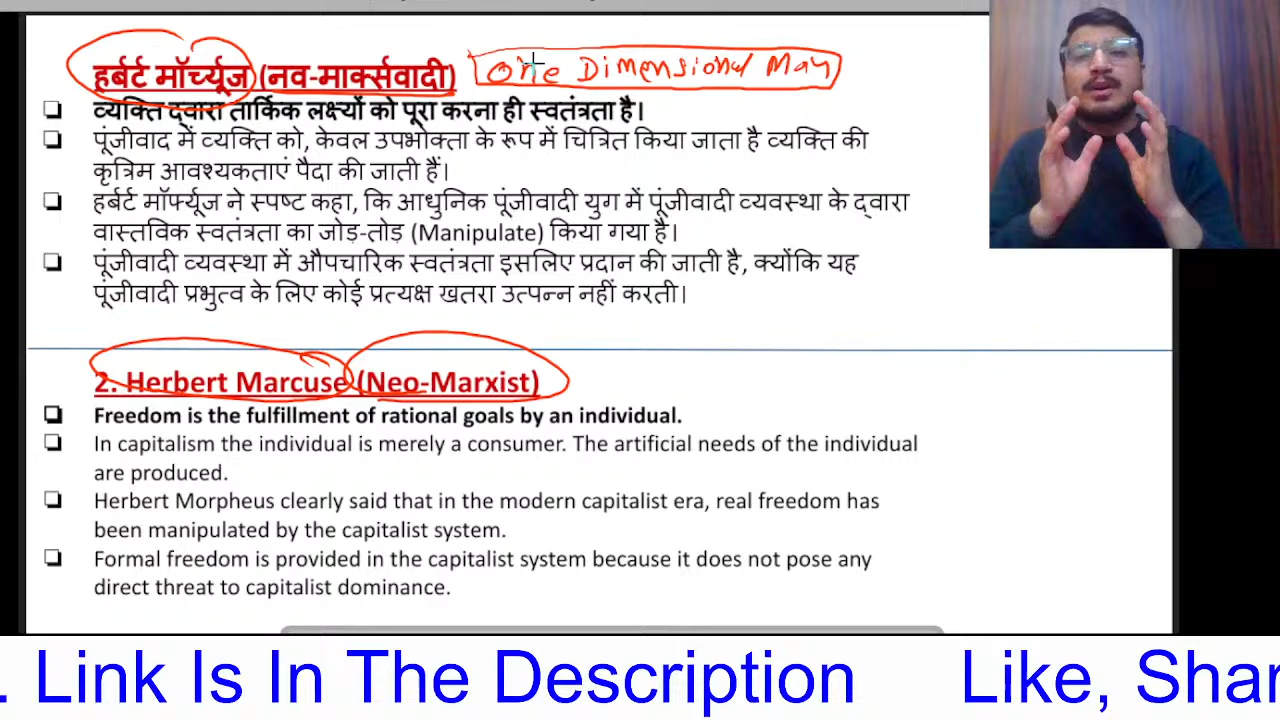 हर्बर्ट मॉर्च्यूज (नव-मार्क्सवादी) One Dimensional Man
❑ व्यक्ति द्वारा तार्किक लक्ष्यों को पूरा करना ही स्वतंत्रता है।
❑ पूंजीवाद में व्यक्ति को, केवल उपभोक्ता के रूप में चित्रित किया जाता है व्यक्ति की
कृत्रिम आवश्यकताएं पैदा की जाती हैं।
❑ हर्बर्ट मॉर्फ्यूज ने स्पष्ट कहा, कि आधुनिक पूंजीवादी युग में पूंजीवादी व्यवस्था के द्वारा
वास्तविक स्वतंत्रता का जोड़-तोड़ (Manipulate) किया गया है।
❑ पूंजीवादी व्यवस्था में औपचारिक स्वतंत्रता इसलिए प्रदान की जाती है, क्योंकि यह
पूंजीवादी प्रभुत्व के लिए कोई प्रत्यक्ष खतरा उत्पन्न नहीं करती।
2. Herbert Marcuse (Neo-Marxist)
❑ Freedom is the fulfillment of rational goals by an individual.
❑ In capitalism the individual is merely a consumer. The artificial needs of the individual
are produced.
❑ Herbert Morpheus clearly said that in the modern capitalist era, real freedom has
been manipulated by the capitalist system.
❑ Formal freedom is provided in the capitalist system because it does not pose any
direct threat to capitalist dominance.
. Link Is In The Description Like, Shar